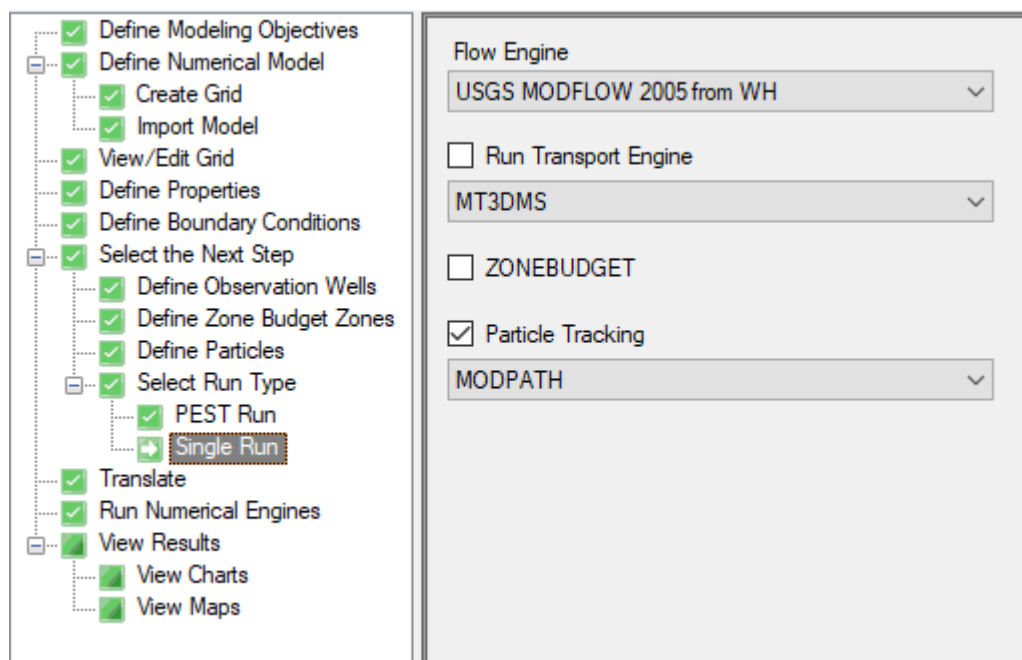 Define Modeling Objectives
Define Numerical Model
Create Grid
Import Model
View/Edit Grid
Define Properties
Define Boundary Conditions
Select the Next Step
Define Observation Wells
Define Zone Budget Zones
Define Particles
Select Run Type
PEST Run
Single Run
Translate
Run Numerical Engines
View Results
View Charts
View Maps
Flow Engine
USGS MODFLOW 2005 from WH
Run Transport Engine
MT3DMS
ZONEBUDGET
Particle Tracking
MODPATH